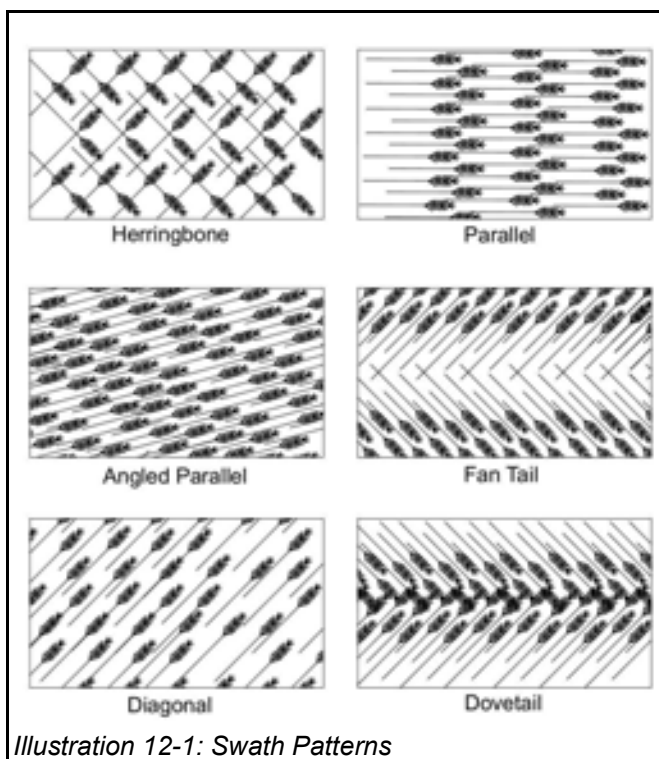 Herringbone
Parallel
Angled Parallel
Fan Tail
Diagonal
Dovetail
Illustration 12-1: Swath Patterns